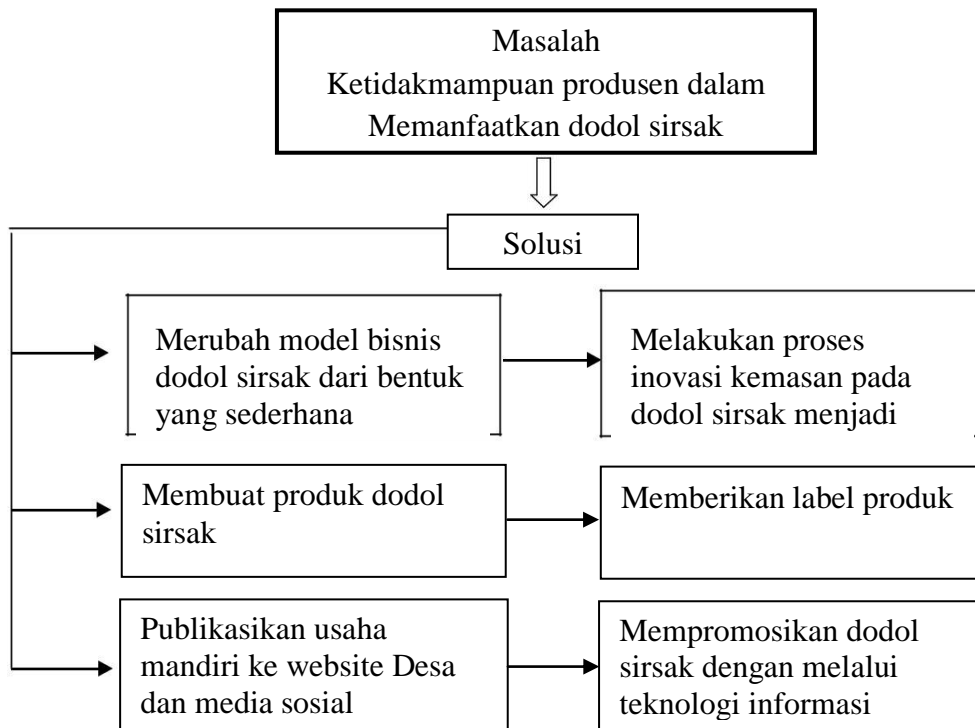 Masalah
Ketidakmampuan produsen dalam
Memanfaatkan dodol sirsak
Solusi
Merubah model bisnis
dodol sirsak dari bentuk
yang sederhana
Melakukan proses
inovasi kemasan pada
dodol sirsak menjadi
Membuat produk dodol
sirsak
Memberikan label produk
Publikasikan usaha
mandiri ke website Desa
dan media sosial
Mempromosikan dodol
sirsak dengan melalui
teknologi informasi